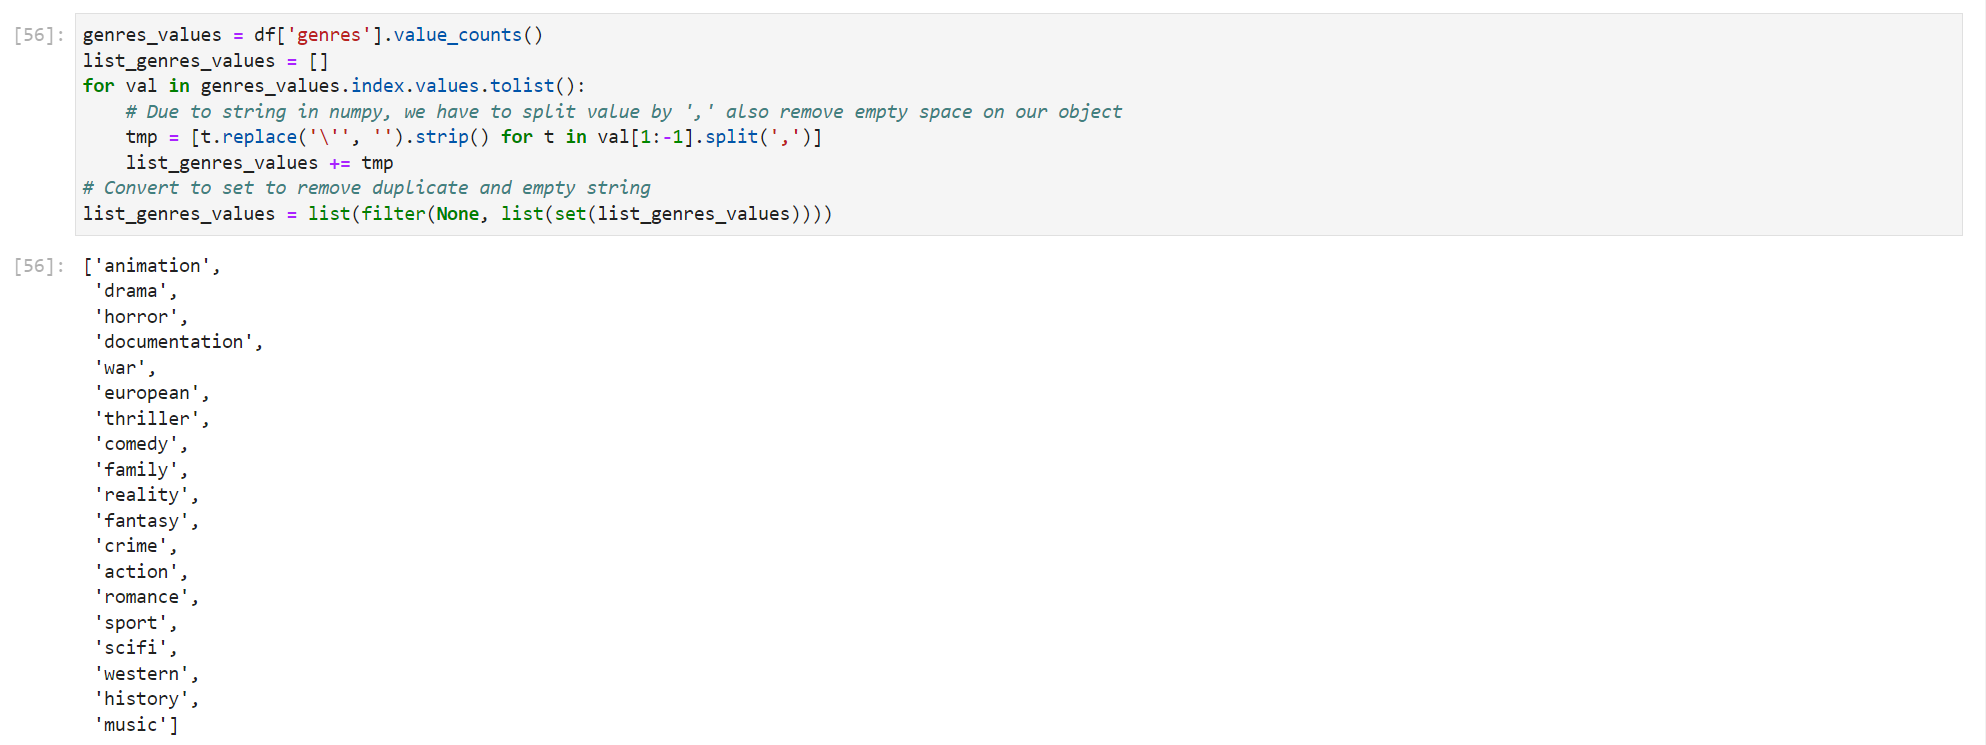 [56]: genres_values = df['genres'].value_counts()
list_genres_values = []
for val in genres_values.index.values.tolist():
    # Due to string in numpy, we have to split value by ',' also remove empty space on our object
    tmp = [t.replace('\'', '').strip() for t in val[1:-1].split(',')]
    list_genres_values += tmp
# Convert to set to remove duplicate and empty string
list_genres_values = list(filter(None, list(set(list_genres_values))))
[56]: ['animation',
 'drama',
 'horror',
 'documentation',
 'war',
 'european',
 'thriller',
 'comedy',
 'family',
 'reality',
 'fantasy',
 'crime',
 'action',
 'romance',
 'sport',
 'scifi',
 'western',
 'history',
 'music']